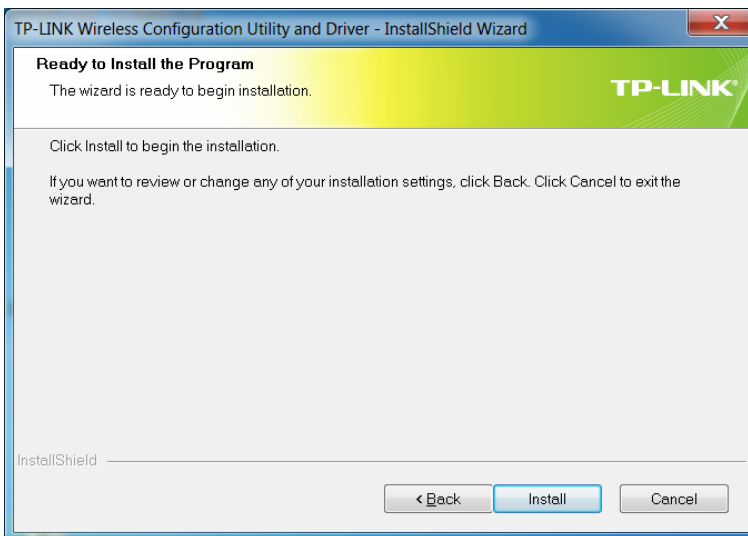 TP-LINK Wireless Configuration Utility and Driver - InstallShield Wizard
X
Ready to Install the Program
The wizard is ready to begin installation.
TP-LINK®
Click Install to begin the installation.
If you want to review or change any of your installation settings, click Back. Click Cancel to exit the
wizard.
InstallShield
< Back
Install
Cancel